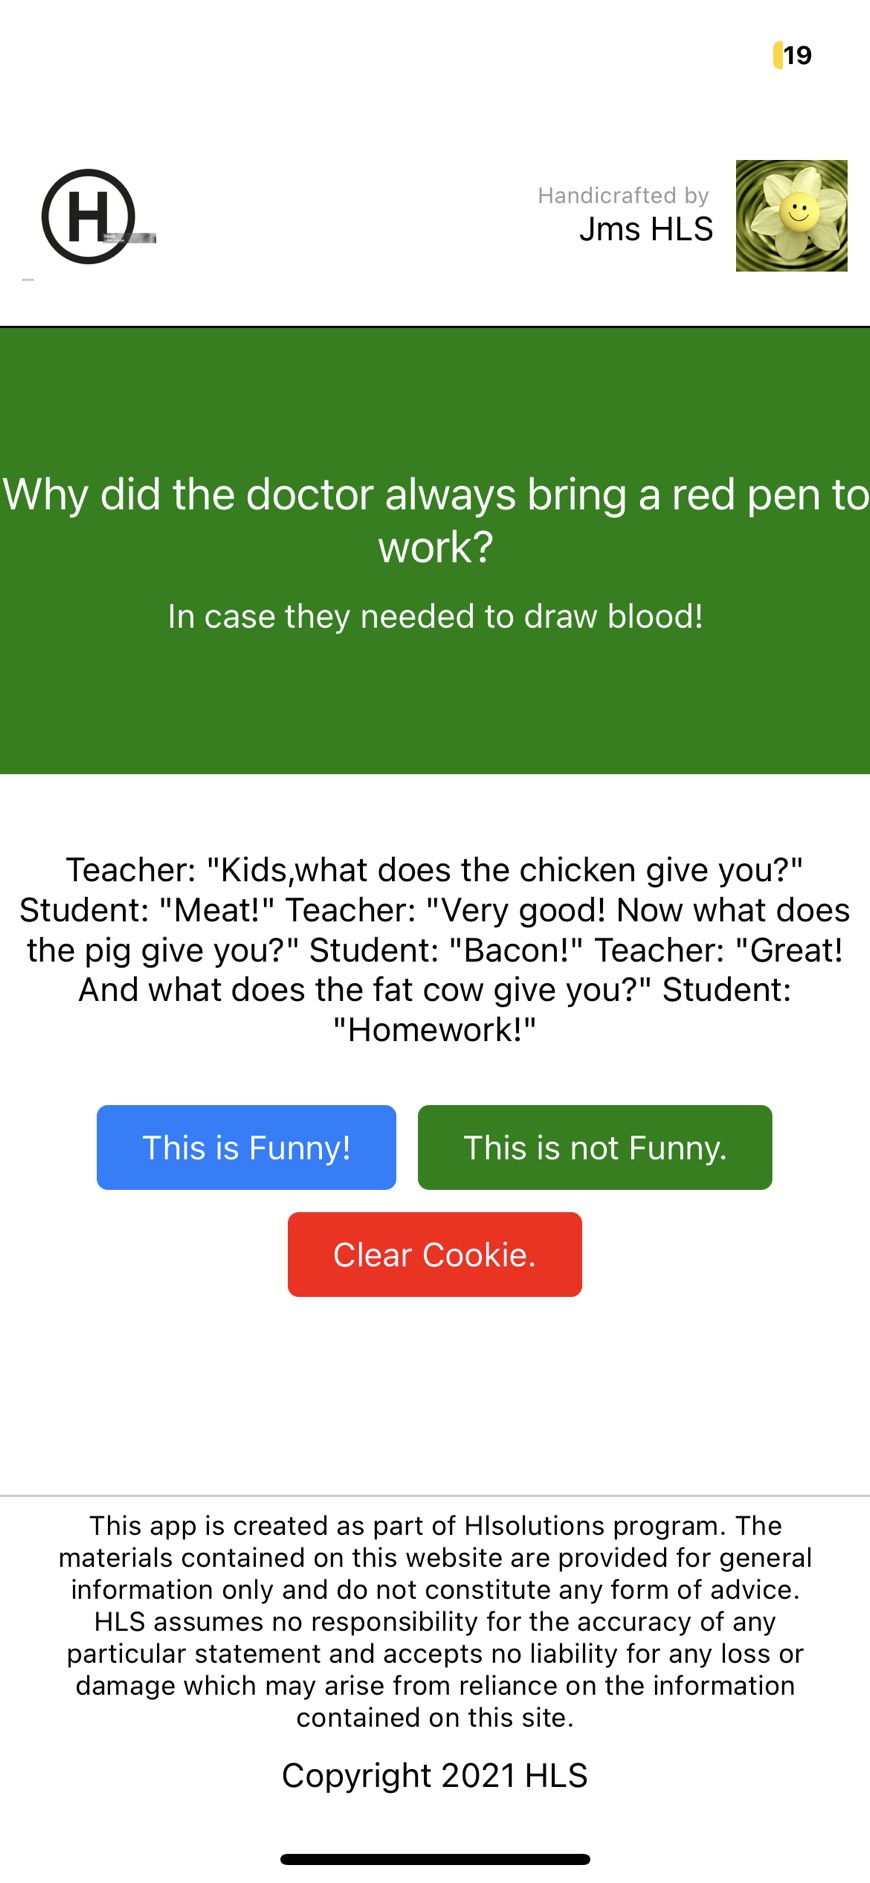 19
H
Handicrafted by
Jms HLS
Why did the doctor always bring a red pen to
work?
In case they needed to draw blood!
Teacher: "Kids,what does the chicken give you?"
Student: "Meat!" Teacher: "Very good! Now what does
the pig give you?" Student: "Bacon!" Teacher: "Great!
And what does the fat cow give you?" Student:
"Homework!"
This is Funny!
This is not Funny.
Clear Cookie.
This app is created as part of Hlsolutions program. The
materials contained on this website are provided for general
information only and do not constitute any form of advice.
HLS assumes no responsibility for the accuracy of any
particular statement and accepts no liability for any loss or
damage which may arise from reliance on the information
contained on this site.
Copyright 2021 HLS